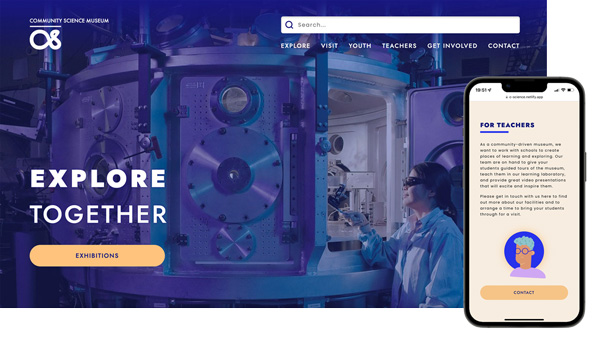 COMMUNITY SCIENCE MUSEUM
Search...
EXPLORE VISIT YOUTH TEACHERS GET INVOLVED CONTACT
EXPLORE
TOGETHER
EXHIBITIONS
19:51
FOR TEACHERS
As a community-driven museum, we
want to work with schools to create
places of learning and exploring. Our
team are on hand to give your
students guided tours of the museum,
teach them in our learning laboratory,
and provide great video presentations
that will excite and inspire them.
Please get in touch with us here to find
out more about our facilities and to
arrange a time to bring your students
through for a visit.
CONTACT